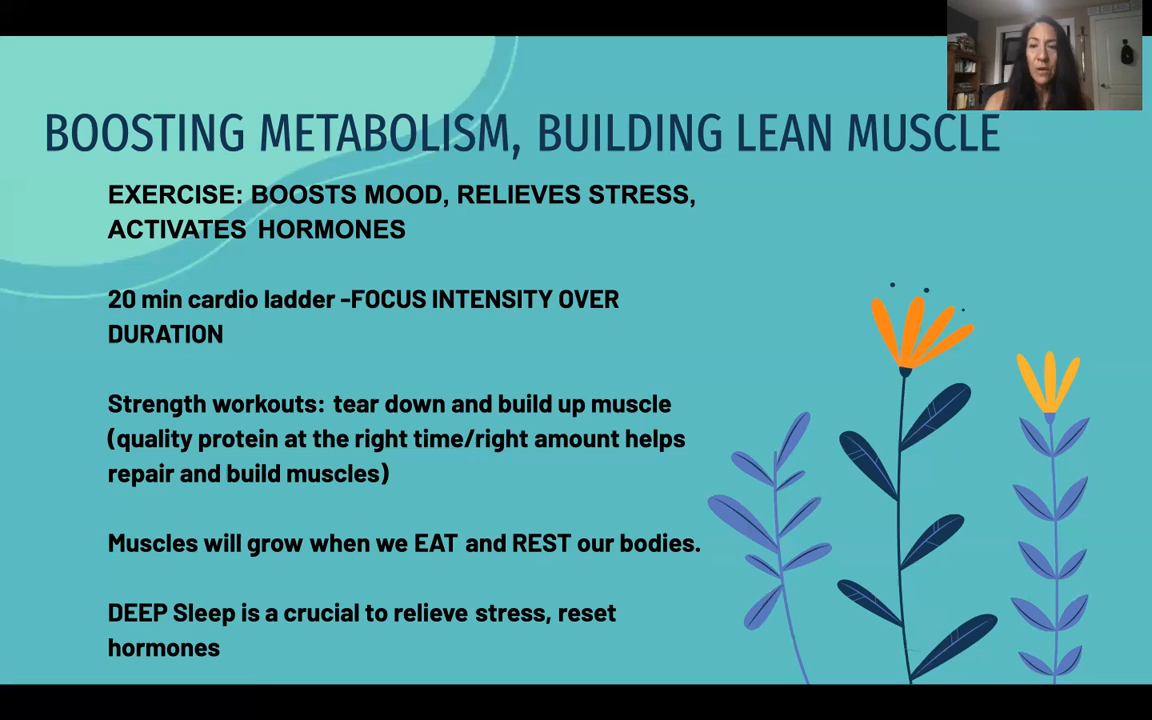 BOOSTING METABOLISM, BUILDING LEAN MUSCLE
EXERCISE: BOOSTS MOOD, RELIEVES STRESS,
ACTIVATES HORMONES
20 min cardio ladder -FOCUS INTENSITY OVER
DURATION
Strength workouts: tear down and build up muscle
(quality protein at the right time/right amount helps
repair and build muscles)
Muscles will grow when we EAT and REST our bodies.
DEEP Sleep is a crucial to relieve stress, reset
hormones